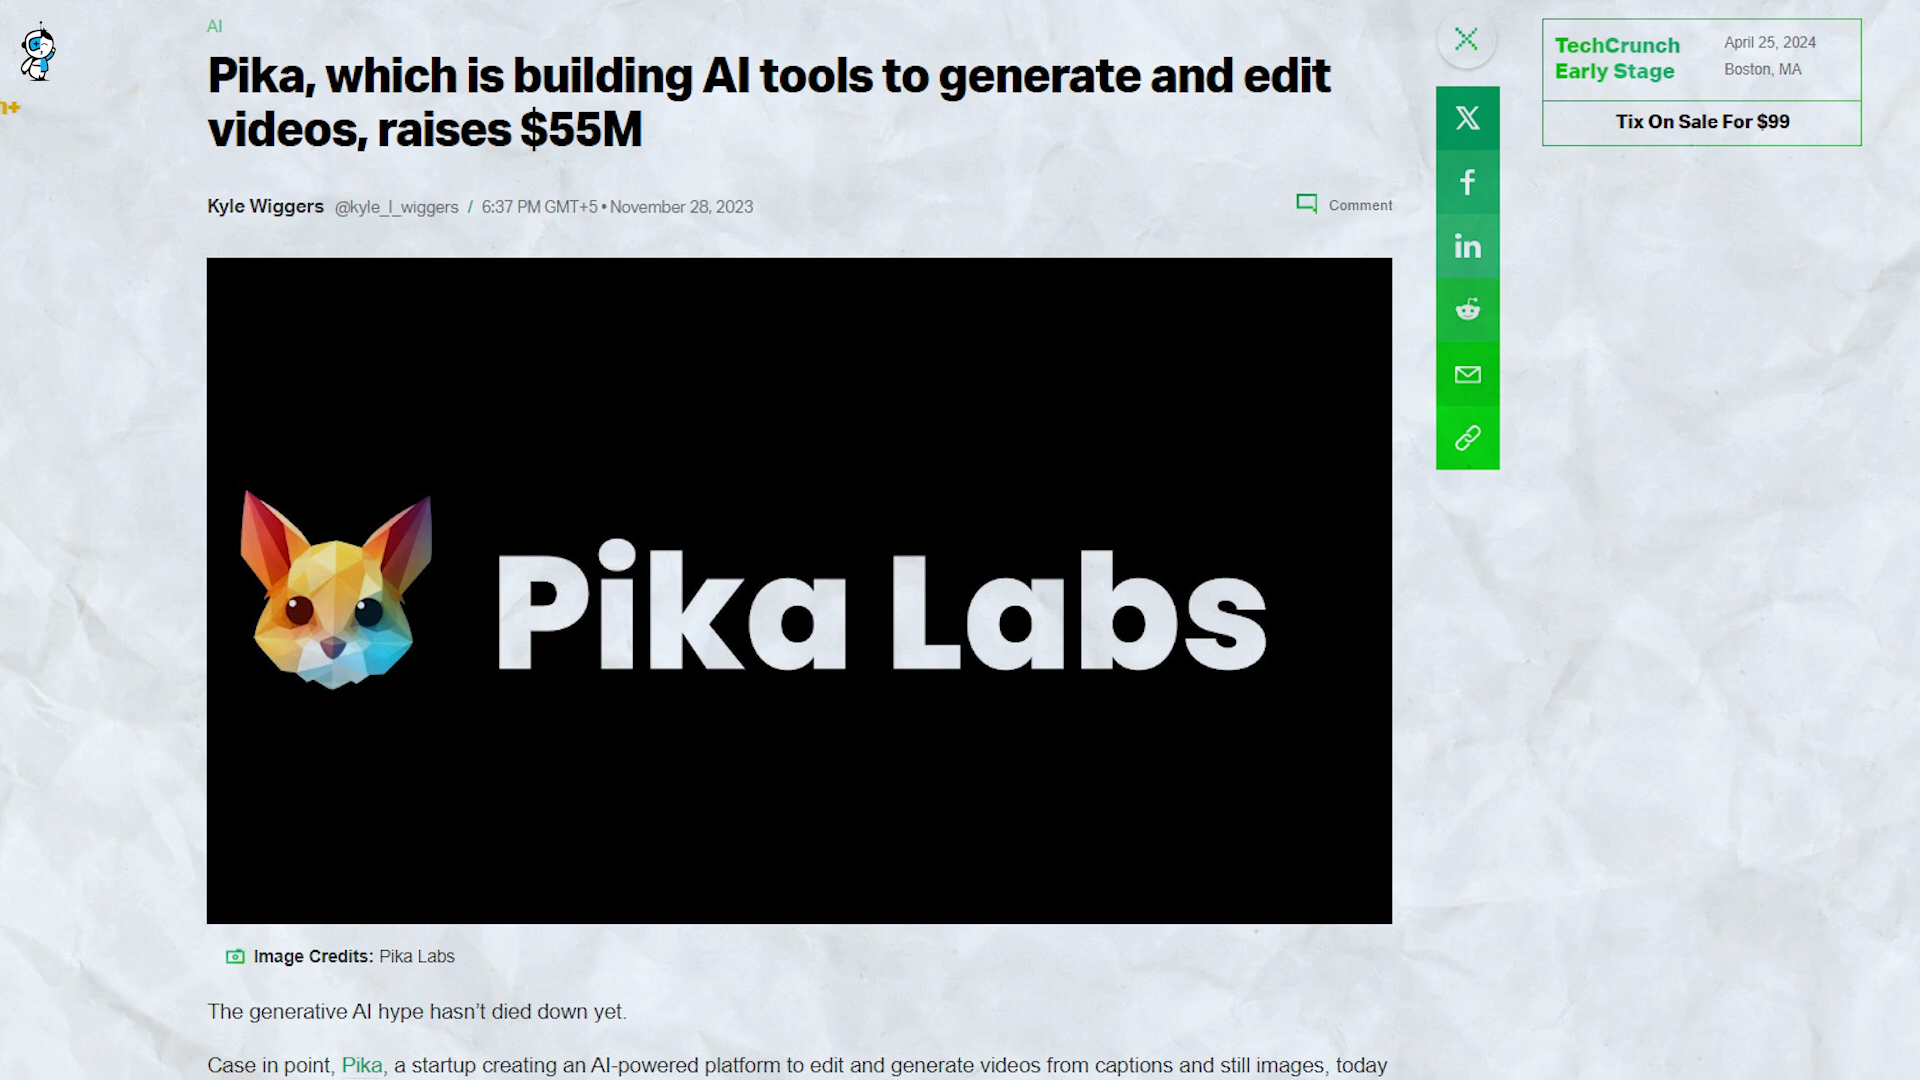 AI
Pika, which is building AI tools to generate and edit
videos, raises $55M
Kyle Wiggers @kyle_l_wiggers / 6:37 PM GMT+5 • November 28, 2023
Comment
Pika Labs
Image Credits: Pika Labs
The generative AI hype hasn’t died down yet.
Case in point, Pika, a startup creating an AI-powered platform to edit and generate videos from captions and still images, today
TechCrunch
Early Stage
April 25, 2024
Boston, MA
Tix On Sale For $99